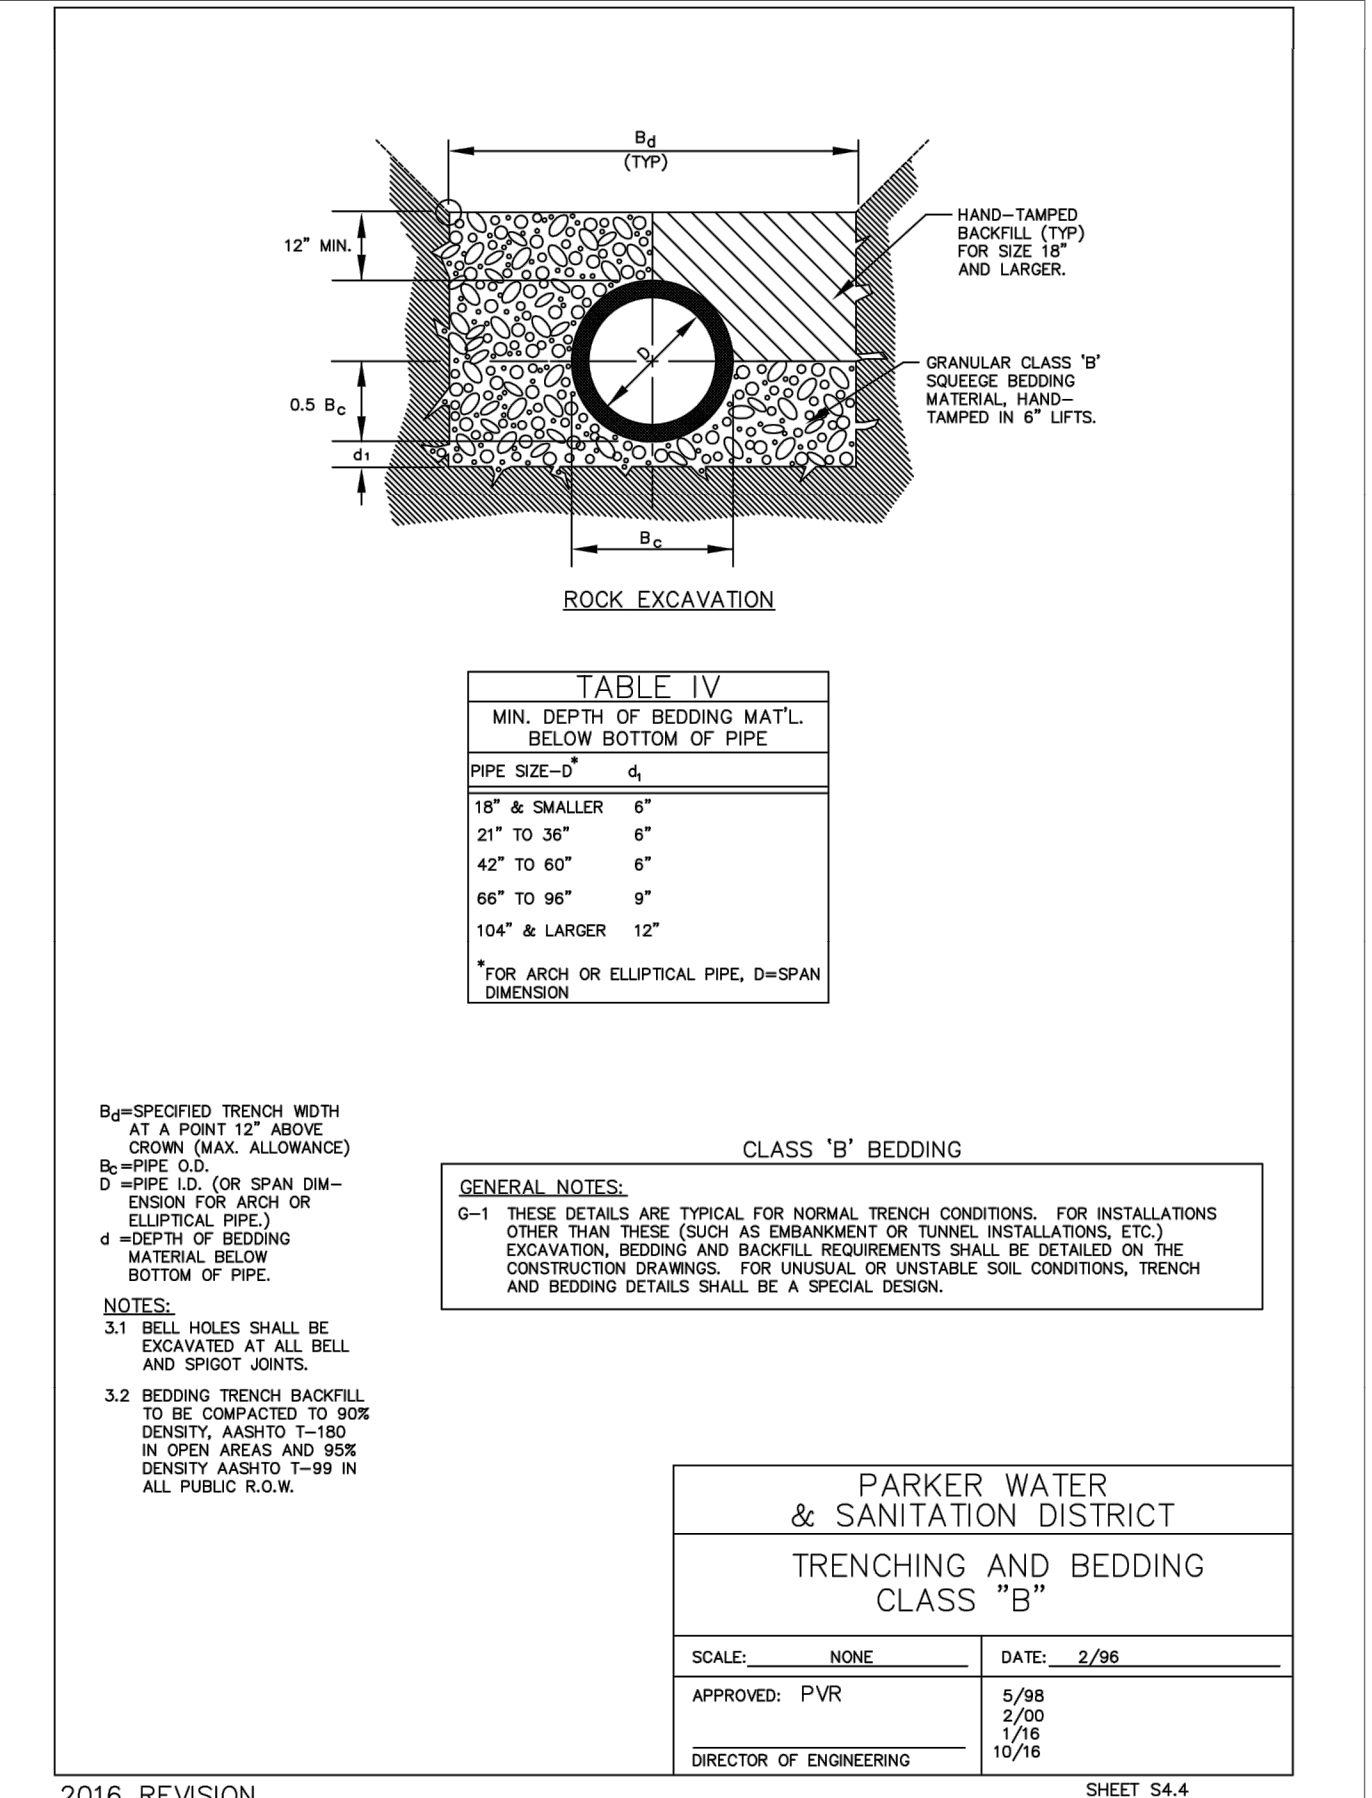 Bd
(TYP)
12" MIN.
HAND-TAMPED
BACKFILL (TYP)
FOR SIZE 18"
AND LARGER.
D
GRANULAR CLASS 'B'
SQUEEGE BEDDING
MATERIAL, HAND-
TAMPED IN 6" LIFTS.
0.5 Bc
d1
Bc
ROCK EXCAVATION
TABLE IV
MIN. DEPTH OF BEDDING MAT'L.
BELOW BOTTOM OF PIPE
PIPE SIZE-D* d1
18" & SMALLER 6"
21" TO 36" 6"
42" TO 60" 6"
66" TO 96" 9"
104" & LARGER 12"
*FOR ARCH OR ELLIPTICAL PIPE, D=SPAN
DIMENSION
Bd=SPECIFIED TRENCH WIDTH
AT A POINT 12" ABOVE
CROWN (MAX. ALLOWANCE)
Bc=PIPE O.D.
D =PIPE I.D. (OR SPAN DIM-
ENSION FOR ARCH OR
ELLIPTICAL PIPE.)
d =DEPTH OF BEDDING
MATERIAL BELOW
BOTTOM OF PIPE.
NOTES:
3.1 BELL HOLES SHALL BE
EXCAVATED AT ALL BELL
AND SPIGOT JOINTS.
3.2 BEDDING TRENCH BACKFILL
TO BE COMPACTED TO 90%
DENSITY, AASHTO T-180
IN OPEN AREAS AND 95%
DENSITY AASHTO T-99 IN
ALL PUBLIC R.O.W.
CLASS 'B' BEDDING
GENERAL NOTES:
G-1 THESE DETAILS ARE TYPICAL FOR NORMAL TRENCH CONDITIONS. FOR INSTALLATIONS
OTHER THAN THESE (SUCH AS EMBANKMENT OR TUNNEL INSTALLATIONS, ETC.)
EXCAVATION, BEDDING AND BACKFILL REQUIREMENTS SHALL BE DETAILED ON THE
CONSTRUCTION DRAWINGS. FOR UNUSUAL OR UNSTABLE SOIL CONDITIONS, TRENCH
AND BEDDING DETAILS SHALL BE A SPECIAL DESIGN.
PARKER WATER
& SANITATION DISTRICT
TRENCHING AND BEDDING
CLASS "B"
SCALE: NONE
DATE: 2/96
APPROVED: PVR
5/98
2/00
1/16
10/16
DIRECTOR OF ENGINEERING
2016 REVISION
SHEET S4.4